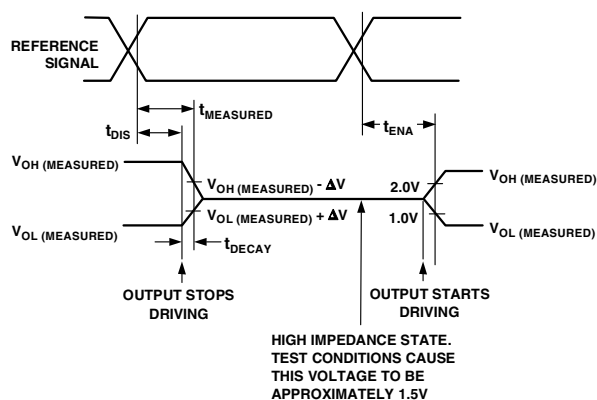 REFERENCE
SIGNAL
tMEASURED
tDIS
tENA
VOH (MEASURED)
VOH (MEASURED) - ΔV
2.0V
VOH (MEASURED)
VOL (MEASURED) + ΔV
1.0V
VOL (MEASURED)
VOL (MEASURED)
tDECAY
OUTPUT STOPS
DRIVING
OUTPUT STARTS
DRIVING
HIGH IMPEDANCE STATE.
TEST CONDITIONS CAUSE
THIS VOLTAGE TO BE
APPROXIMATELY 1.5V